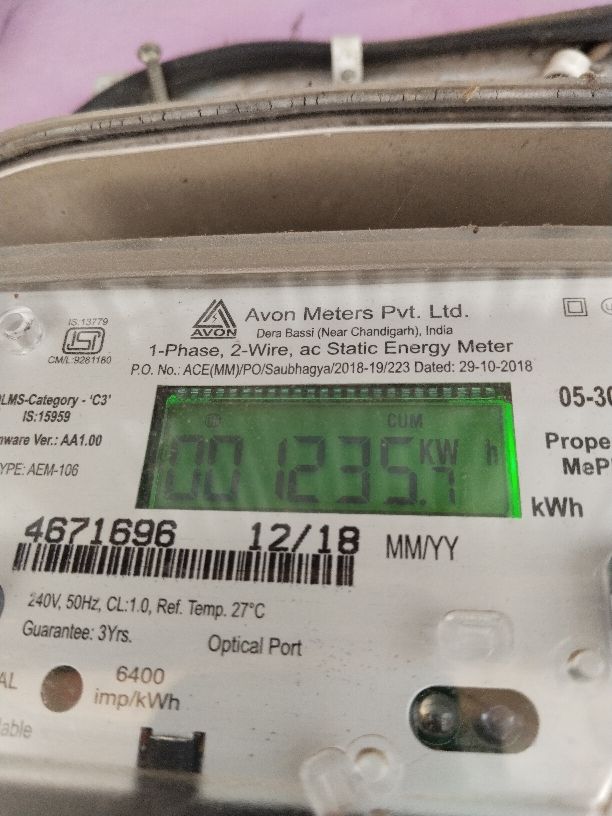 IS:13779
CM/L:9281180
AVON
Avon Meters Pvt. Ltd.
Dera Bassi (Near Chandigarh), India
1-Phase, 2-Wire, ac Static Energy Meter
P.O. No.: ACE(MM)/PO/Saubhagya/2018-19/223 Dated: 29-10-2018
LMS-Category - 'C3'
IS:15959
ware Ver.: AA1.00
YPE: AEM-106
05-30
Prope
MeP
CUM
001235.7 KW h
kWh
4671696 12/18 MM/YY
240V, 50Hz, CL:1.0, Ref. Temp. 27°C
Guarantee: 3Yrs.
Optical Port
AL
6400
imp/kWh
lable